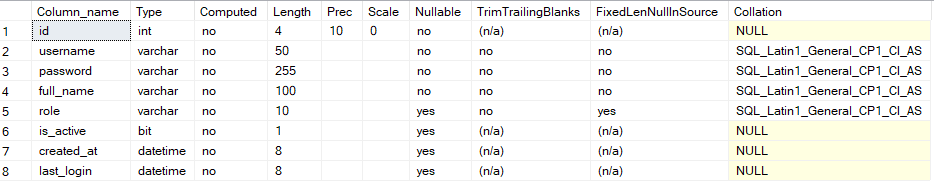 Column_name Type Computed Length Prec Scale Nullable TrimTrailingBlanks FixedLenNullInSource Collation
1 id int no 4 10 0 no (n/a) (n/a) NULL
2 username varchar no 50 no no no SQL_Latin1_General_CP1_CI_AS
3 password varchar no 255 no no no SQL_Latin1_General_CP1_CI_AS
4 full_name varchar no 100 no no no SQL_Latin1_General_CP1_CI_AS
5 role varchar no 10 yes no yes SQL_Latin1_General_CP1_CI_AS
6 is_active bit no 1 yes (n/a) (n/a) NULL
7 created_at datetime no 8 yes (n/a) (n/a) NULL
8 last_login datetime no 8 yes (n/a) (n/a) NULL